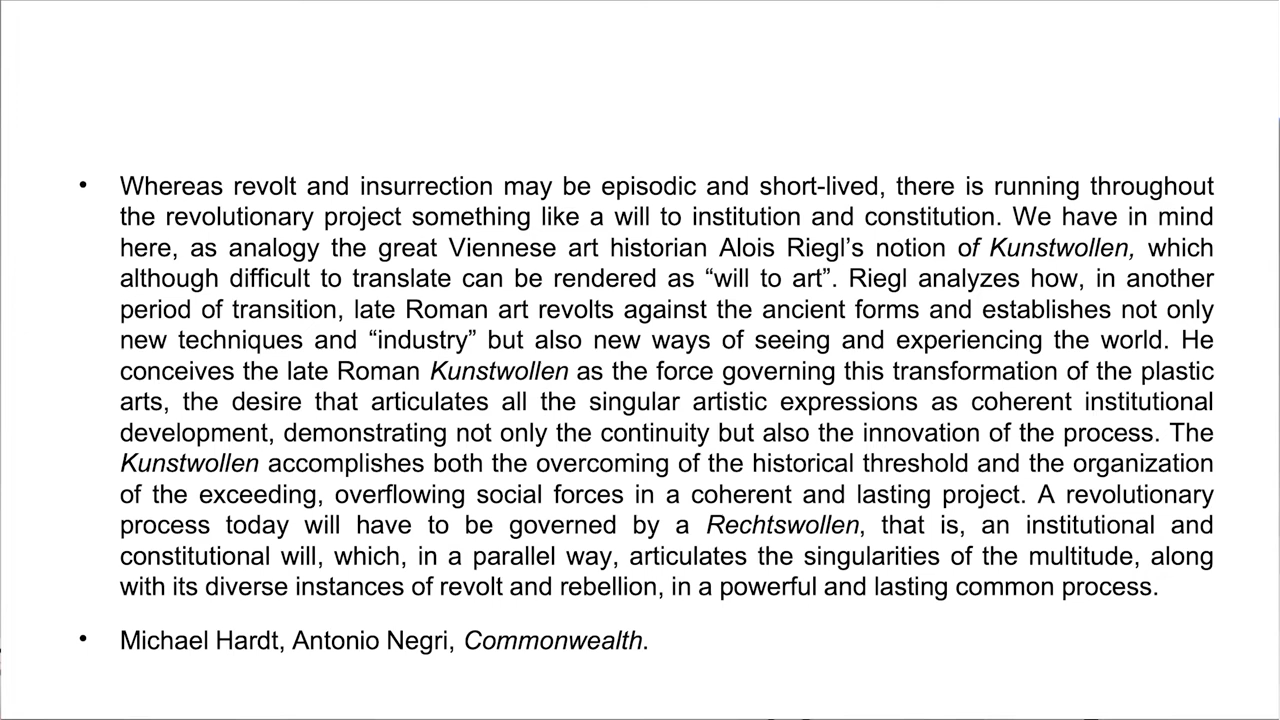 • Whereas revolt and insurrection may be episodic and short-lived, there is running throughout
the revolutionary project something like a will to institution and constitution. We have in mind
here, as analogy the great Viennese art historian Alois Riegl’s notion of Kunstwollen, which
although difficult to translate can be rendered as “will to art”. Riegl analyzes how, in another
period of transition, late Roman art revolts against the ancient forms and establishes not only
new techniques and “industry” but also new ways of seeing and experiencing the world. He
conceives the late Roman Kunstwollen as the force governing this transformation of the plastic
arts, the desire that articulates all the singular artistic expressions as coherent institutional
development, demonstrating not only the continuity but also the innovation of the process. The
Kunstwollen accomplishes both the overcoming of the historical threshold and the organization
of the exceeding, overflowing social forces in a coherent and lasting project. A revolutionary
process today will have to be governed by a Rechtswollen, that is, an institutional and
constitutional will, which, in a parallel way, articulates the singularities of the multitude, along
with its diverse instances of revolt and rebellion, in a powerful and lasting common process.
• Michael Hardt, Antonio Negri, Commonwealth.